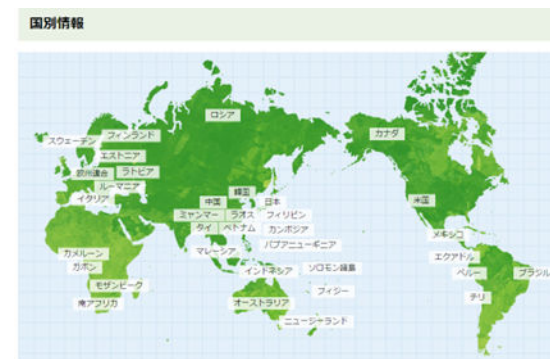 国別情報
ロシア
カナダ
スウェーデン
フィンランド
エストニア
欧州連合
ラトビア
ルーマニア
イタリア
韓国
中国
日本
米国
ミャンマー
ラオス
フィリピン
タイ
ベトナム
カンボジア
メキシコ
マレーシア
パプアニューギニア
カメルーン
ガボン
エクアドル
インドネシア
ソロモン諸島
ペルー
ブラジル
モザンビーク
フィジー
南アフリカ
オーストラリア
チリ
ニュージーランド